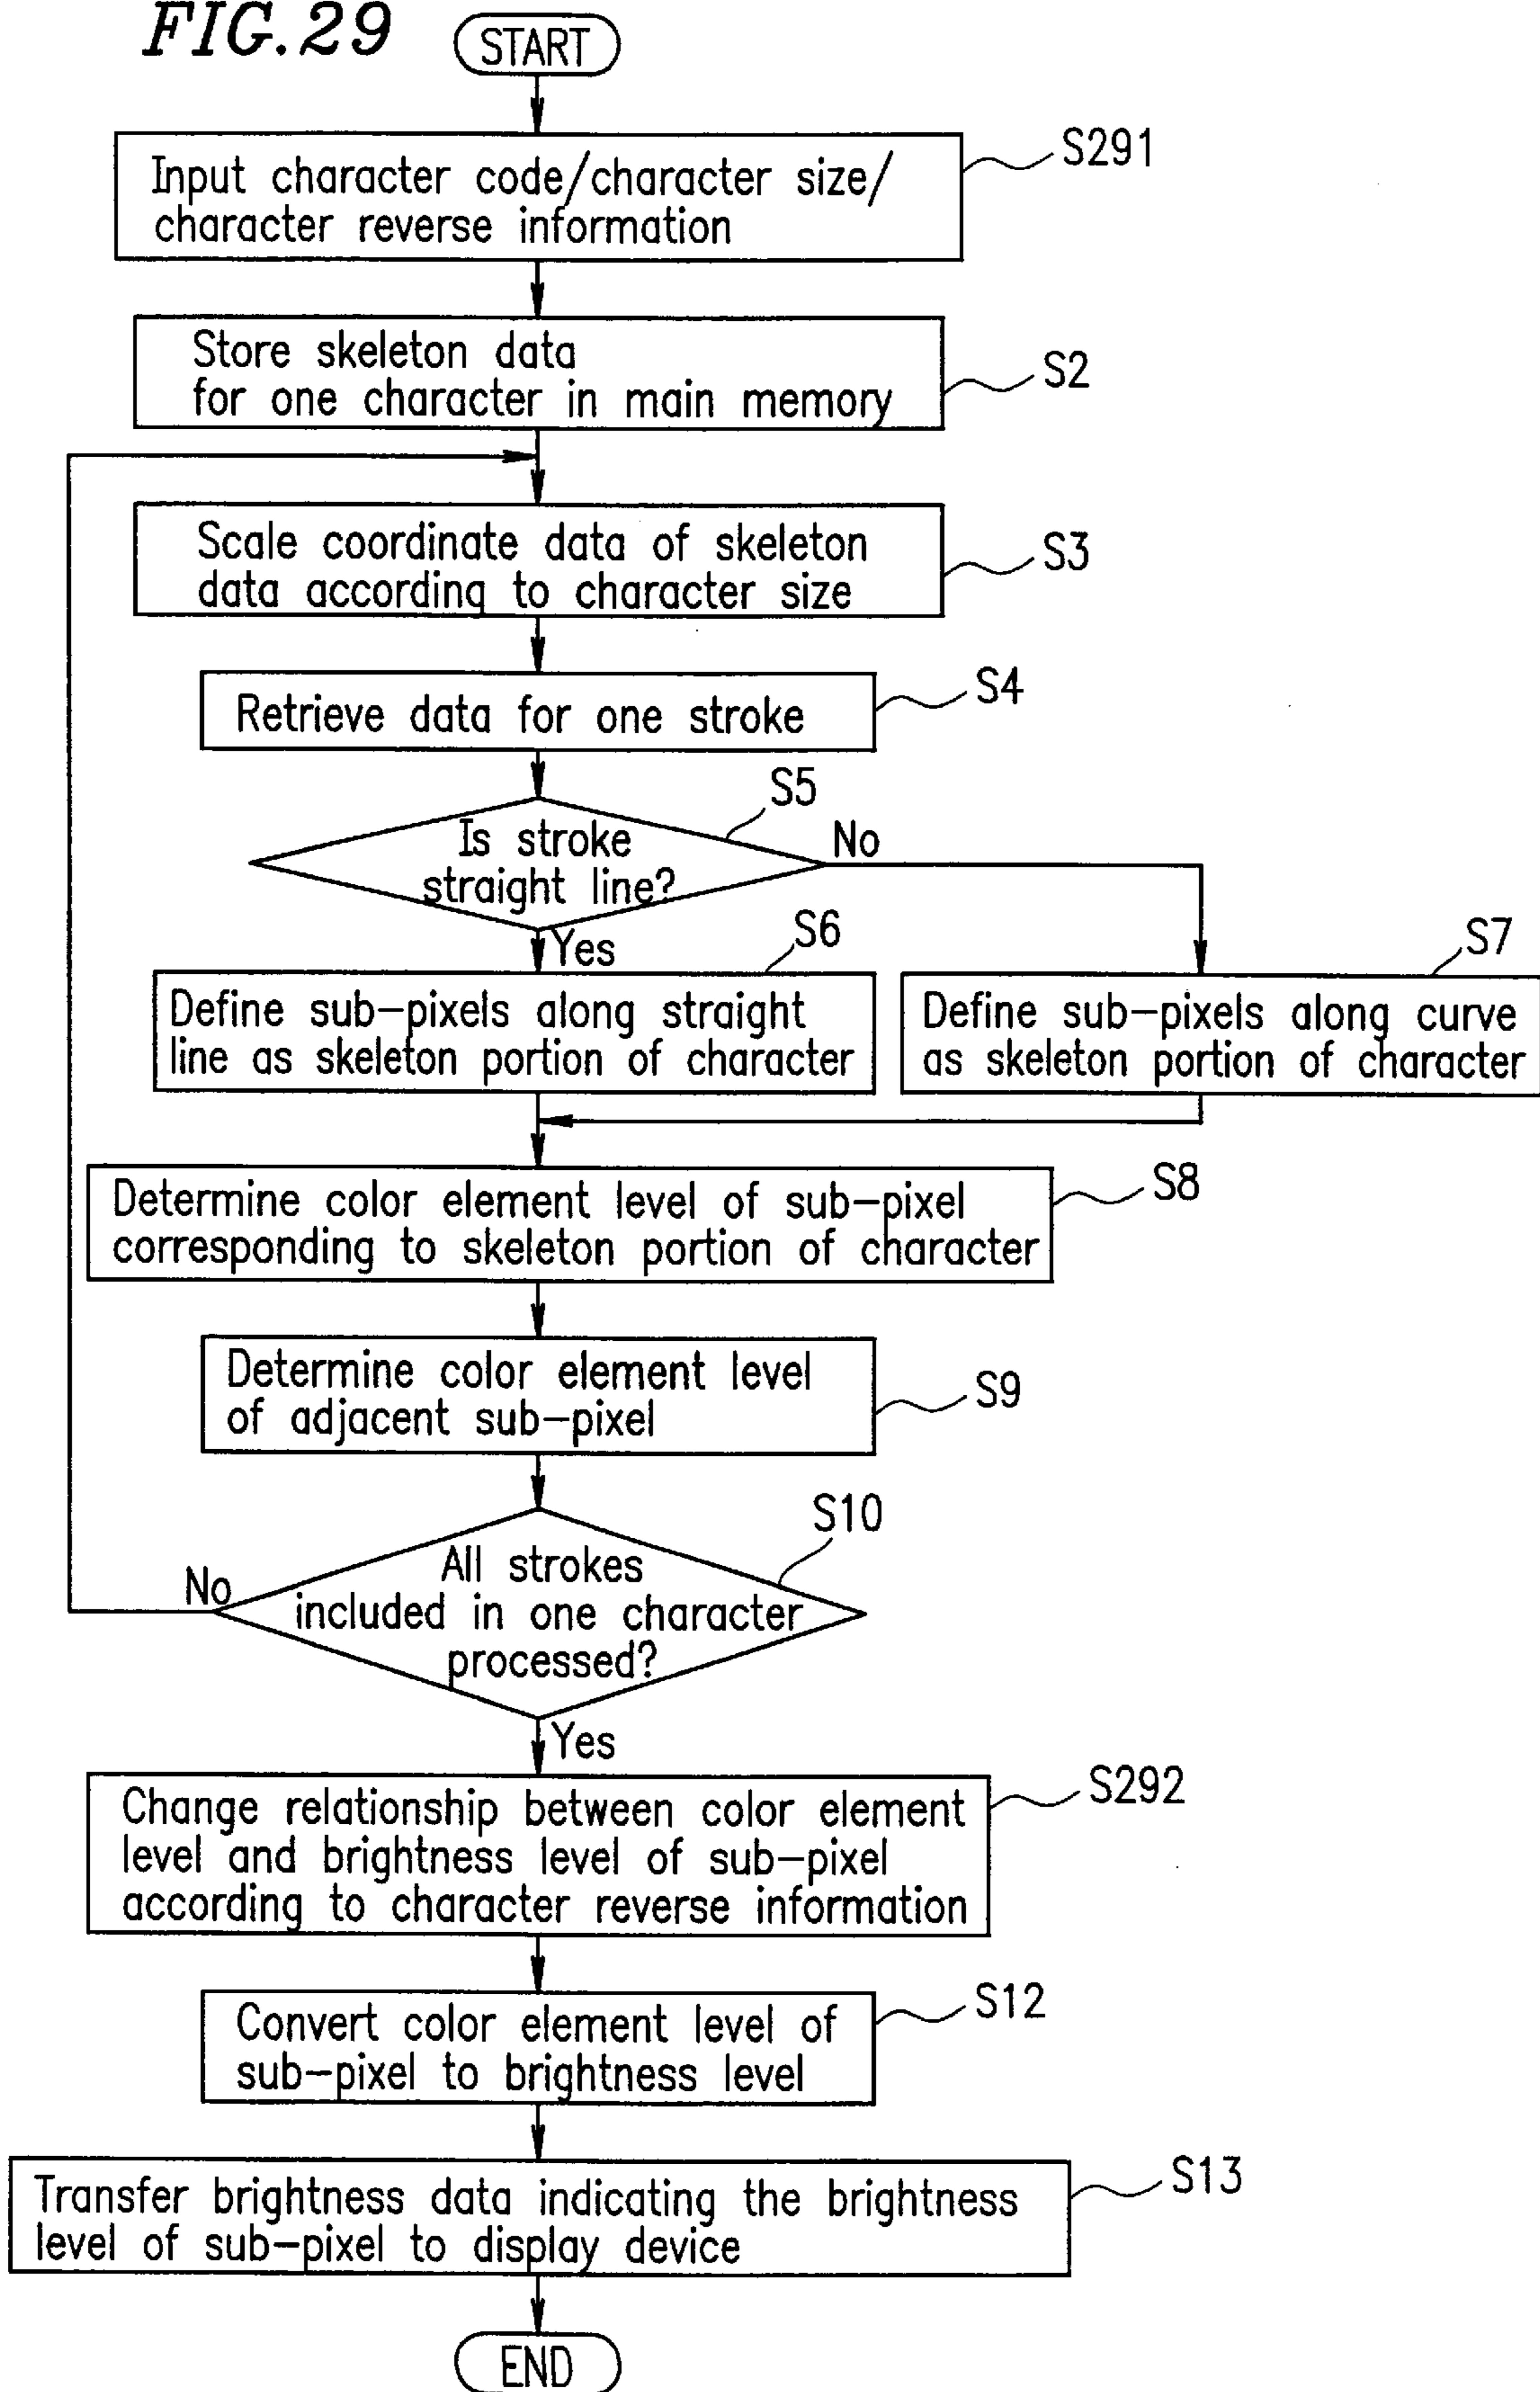 FIG.29
START
Input character code/character size/
character reverse information
S291
Store skeleton data
for one character in main memory
S2
Scale coordinate data of skeleton
data according to character size
S3
Retrieve data for one stroke
S4
S5
Is stroke
straight line?
No
Yes
S6
S7
Define sub-pixels along straight
line as skeleton portion of character
Define sub-pixels along curve
as skeleton portion of character
Determine color element level of sub-pixel
corresponding to skeleton portion of character
S8
Determine color element level
of adjacent sub-pixel
S9
S10
All strokes
included in one character
processed?
No
Yes
Change relationship between color element
level and brightness level of sub-pixel
according to character reverse information
S292
Convert color element level of
sub-pixel to brightness level
S12
Transfer brightness data indicating the brightness
level of sub-pixel to display device
S13
END